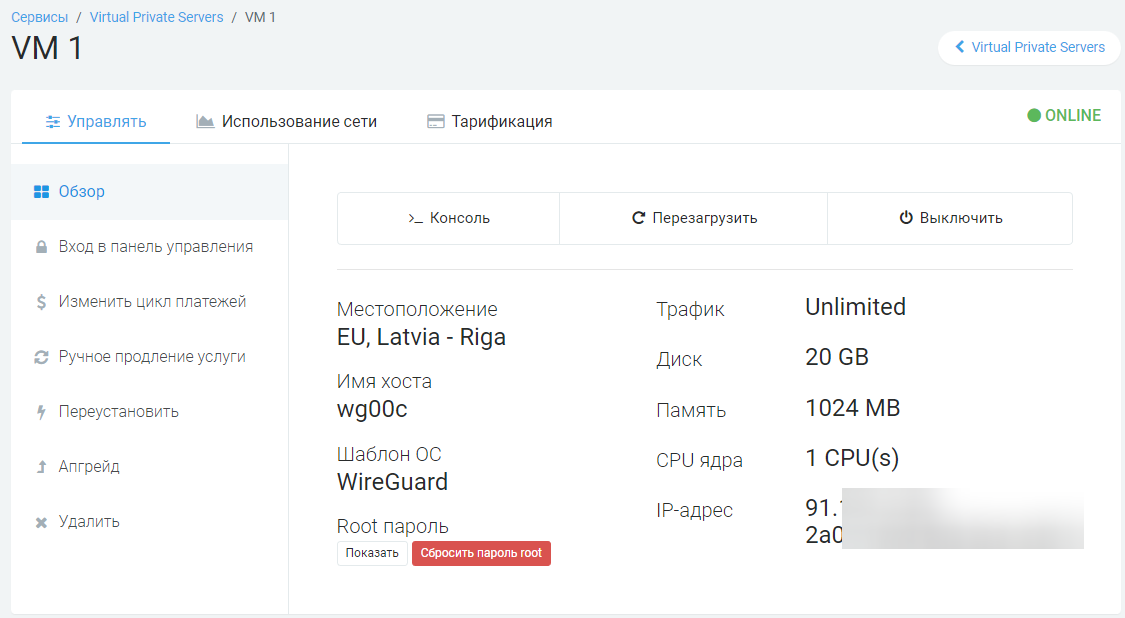 Сервисы / Virtual Private Servers / VM 1
VM 1
Virtual Private Servers
Управлять
Использование сети
Тарификация
ONLINE
Обзор
Вход в панель управления
Изменить цикл платежей
Ручное продление услуги
Переустановить
Апгрейд
Удалить
Консоль
Перезагрузить
Выключить
Местоположение
EU, Latvia - Riga
Имя хоста
wg00c
Шаблон ОС
WireGuard
Root пароль
Показать
Сбросить пароль root
Трафик
Unlimited
Диск
20 GB
Память
1024 MB
CPU ядра
1 CPU(s)
IP-адрес
91.
2a0